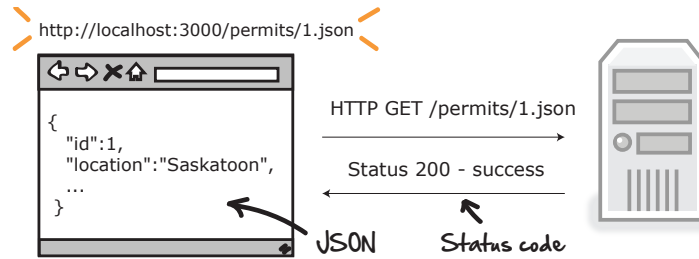 http://localhost:3000/permits/1.json
HTTP GET /permits/1.json
{
"id":1,
"location":"Saskatoon",
...
}
Status 200 - success
JSON
Status code